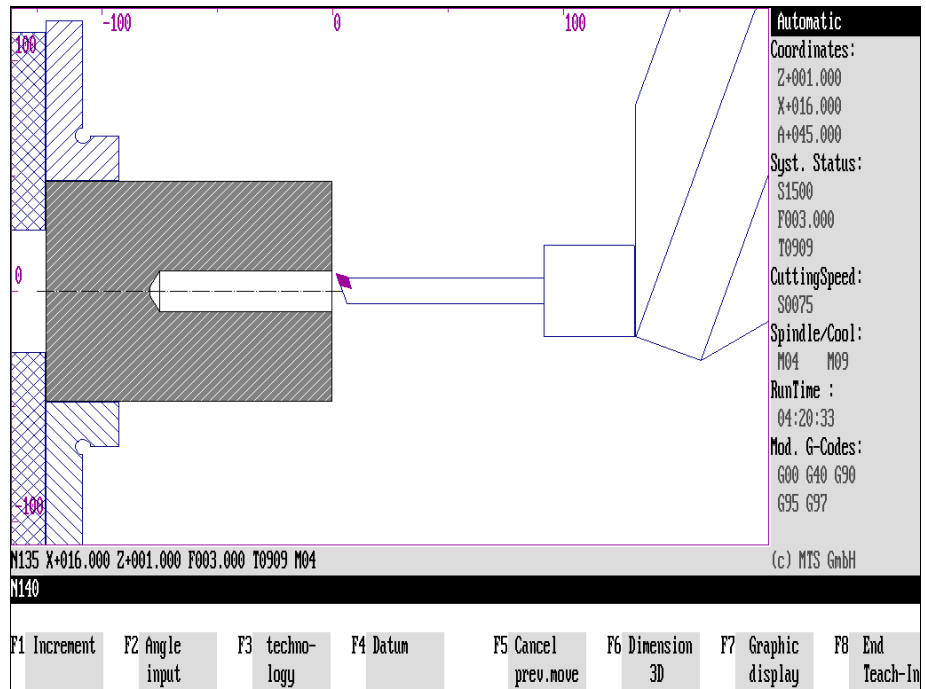 -100 0 100
100
0
-100
Automatic
Coordinates:
Z+001.000
X+016.000
A+045.000
Syst. Status:
S1500
F003.000
T0909
CuttingSpeed:
S0075
Spindle/Cool:
M04 M09
RunTime :
04:20:33
Mod. G-Codes:
G00 G40 G90
G95 G97
N135 X+016.000 Z+001.000 F003.000 T0909 M04
(c) MTS GmbH
N140
F1 Increment
F2 Angle
input
F3 techno-
logy
F4 Datum
F5 Cancel
prev.move
F6 Dimension
3D
F7 Graphic
display
F8 End
Teach-In